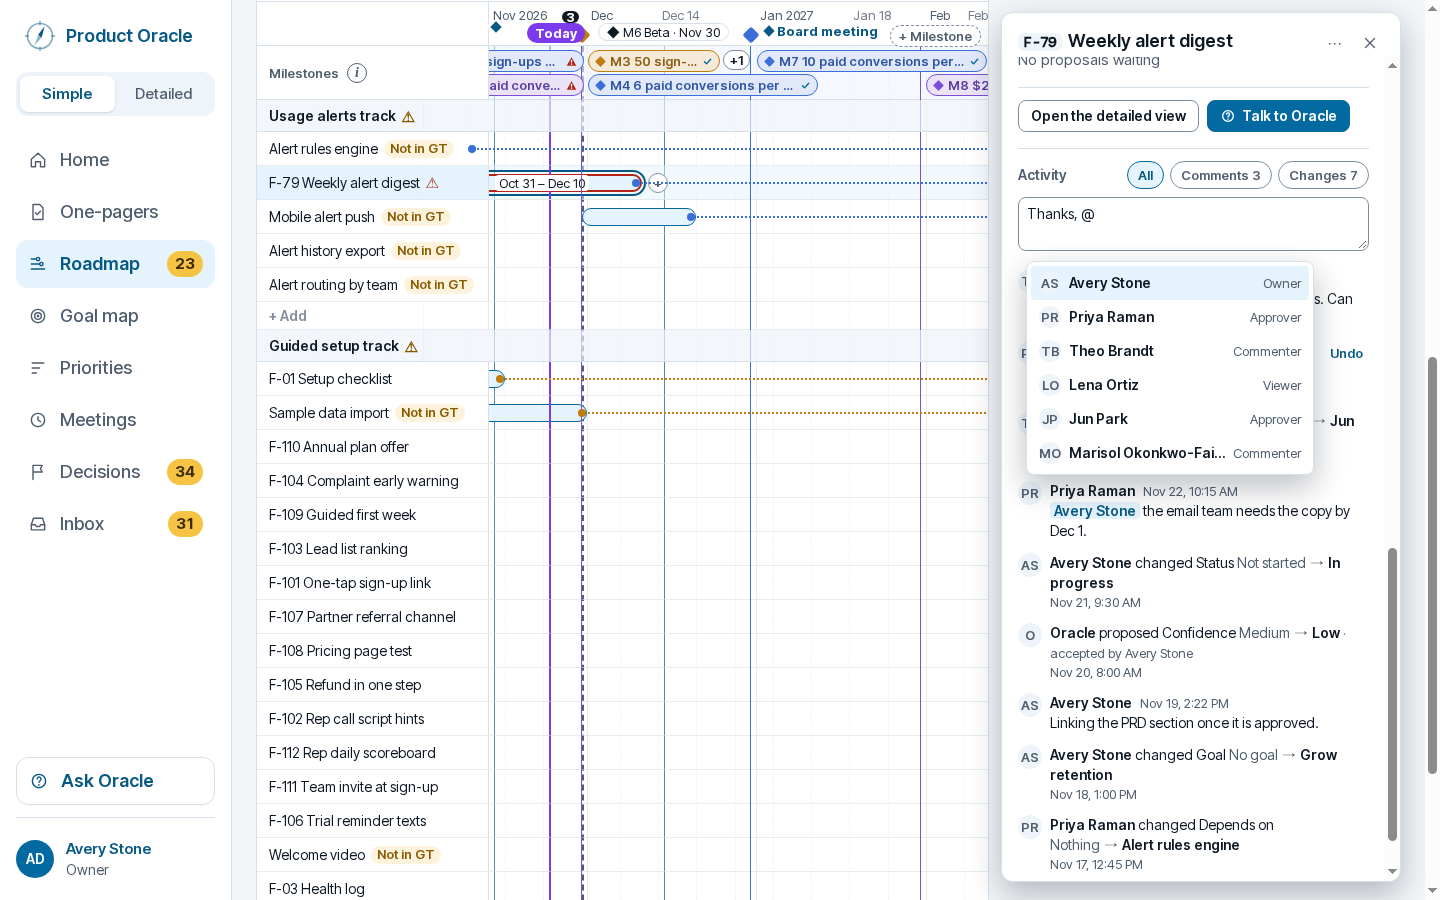 Product Oracle
Simple
Detailed
Home
One-pagers
Roadmap
23
Goal map
Priorities
Meetings
Decisions
34
Inbox
31
Ask Oracle
AD
Avery Stone
Owner
Nov 2026
3
Dec
Dec 14
Jan 2027
Jan 18
Feb
Feb
Today
M6 Beta · Nov 30
Board meeting
+ Milestone
Milestones
i
sign-ups ...
M3 50 sign-...
+1
M7 10 paid conversions per...
aid conve...
M4 6 paid conversions per ...
M8 $2
Usage alerts track
Alert rules engine
Not in GT
F-79 Weekly alert digest
Oct 31 – Dec 10
Mobile alert push
Not in GT
Alert history export
Not in GT
Alert routing by team
Not in GT
+ Add
Guided setup track
F-01 Setup checklist
Sample data import
Not in GT
F-110 Annual plan offer
F-104 Complaint early warning
F-109 Guided first week
F-103 Lead list ranking
F-101 One-tap sign-up link
F-107 Partner referral channel
F-108 Pricing page test
F-105 Refund in one step
F-102 Rep call script hints
F-112 Rep daily scoreboard
F-111 Team invite at sign-up
F-106 Trial reminder texts
Welcome video
Not in GT
F-03 Health log
F-79 Weekly alert digest
...
No proposals waiting
Open the detailed view
Talk to Oracle
Activity
All
Comments 3
Changes 7
Thanks, @
AS Avery Stone Owner
PR Priya Raman Approver
TB Theo Brandt Commenter
LO Lena Ortiz Viewer
JP Jun Park Approver
MO Marisol Okonkwo-Fai... Commenter
s. Can
Undo
→ Jun
PR Priya Raman Nov 22, 10:15 AM
Avery Stone the email team needs the copy by
Dec 1.
AS Avery Stone changed Status Not started → In
progress
Nov 21, 9:30 AM
O Oracle proposed Confidence Medium → Low ·
accepted by Avery Stone
Nov 20, 8:00 AM
AS Avery Stone Nov 19, 2:22 PM
Linking the PRD section once it is approved.
AS Avery Stone changed Goal No goal → Grow
retention
Nov 18, 1:00 PM
PR Priya Raman changed Depends on
Nothing → Alert rules engine
Nov 17, 12:45 PM